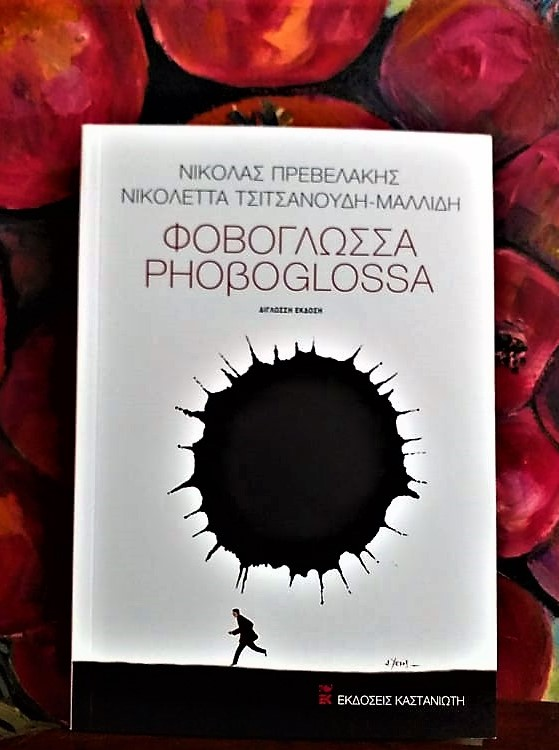 ΝΙΚΟΛΑΣ ΠΡΕΒΕΛΑΚΗΣ
ΝΙΚΟΛΕΤΤΑ ΤΣΙΤΣΑΝΟΥΔΗ-ΜΑΛΛΙΔΗ
ΦΟΒΟΓΛΩΣΣΑ
PHOβOGLOSSA
ΔΙΓΛΩΣΣΗ ΕΚΔΟΣΗ
ΕΚΔΟΣΕΙΣ ΚΑΣΤΑΝΙΩΤΗ